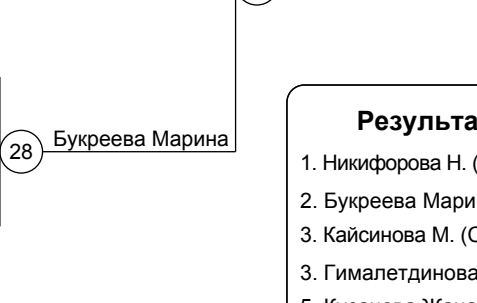 28
Букреева Марина
Результа
1. Никифорова Н. (
2. Букреева Мари
3. Кайсинова М. (С
3. Гималетдинова